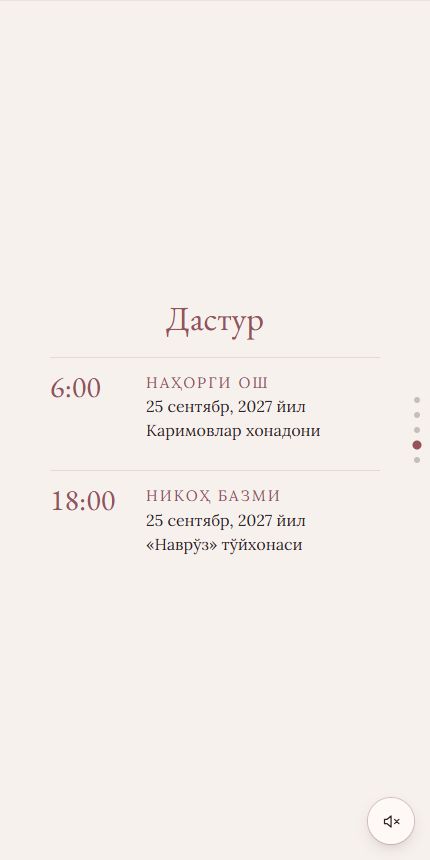 Дастур
6:00
НАҲОРГИ ОШ
25 сентябр, 2027 йил
Каримовлар хонадони
18:00
НИКОҲ БАЗМИ
25 сентябр, 2027 йил
«Наврўз» тўйхонаси